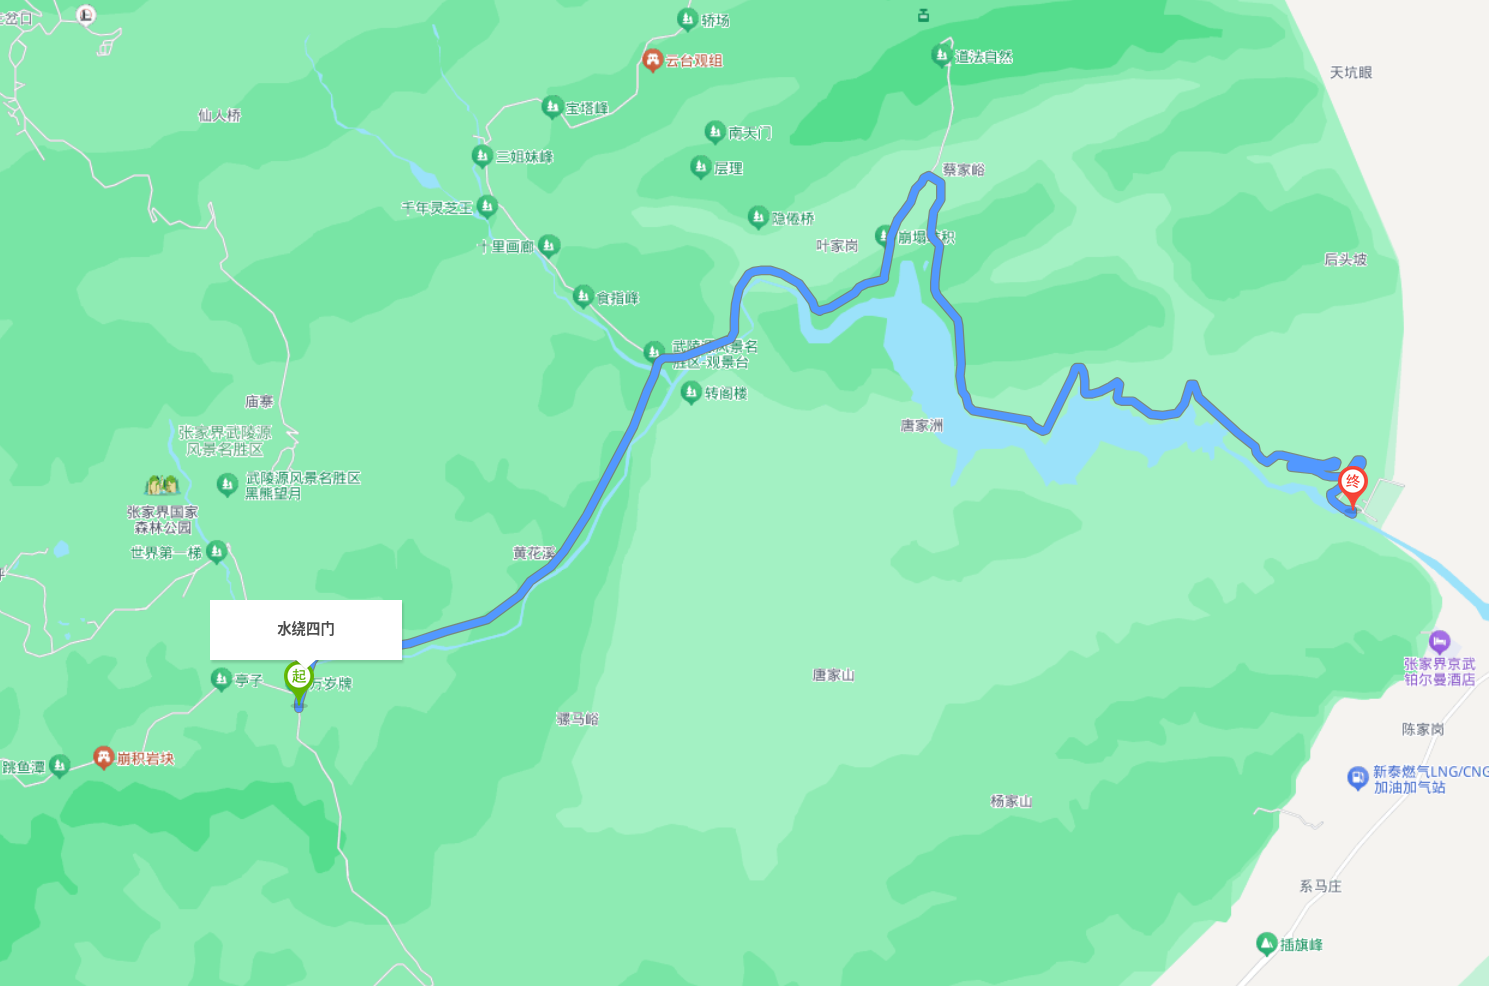 岔口
轿场
云台观组
道法自然
天坑眼
仙人桥
宝塔峰
南天门
三姐妹峰
层理
蔡家峪
千年灵芝王
隐倦桥
十里画廊
叶家岗
崩塌
积
后头坡
食指峰
武陵源风景名
胜区-观景台
转阁楼
庙寨
唐家洲
张家界武陵源
风景名胜区
武陵源风景名胜区
黑熊望月
终
张家界国家
森林公园
世界第一梯
黄花溪
水绕四门
起
万岁牌
亭子
唐家山
张家界京武
铂尔曼酒店
骡马峪
陈家岗
崩积岩块
跳鱼潭
新泰燃气LNG/CNG
加油加气站
杨家山
系马庄
插旗峰